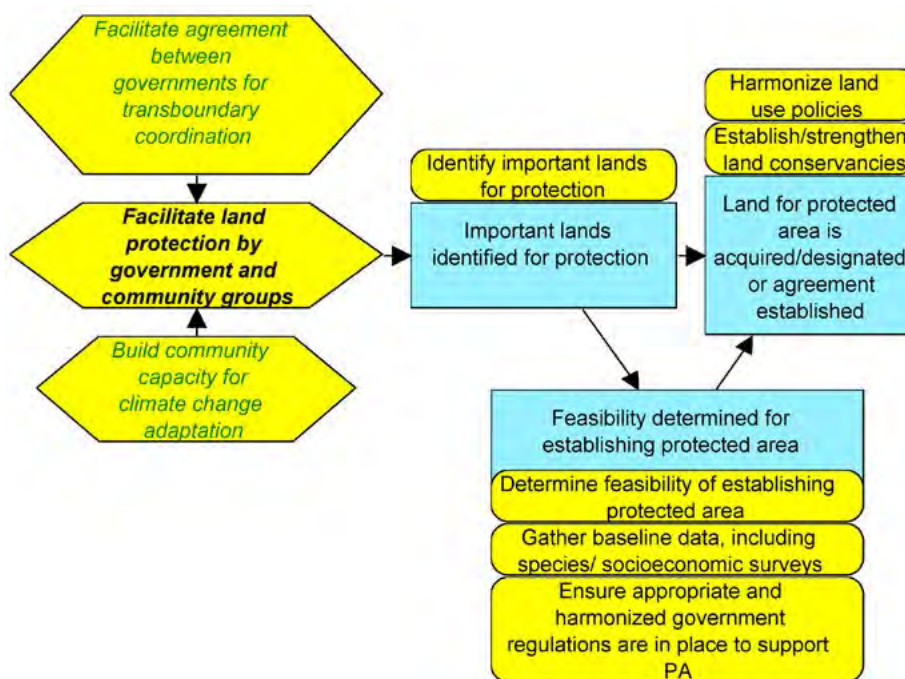 Facilitate agreement
between
governments for
transboundary
coordination
Facilitate land
protection by
government and
community groups
Build community
capacity for
climate change
adaptation
Identify important lands
for protection
Important lands
identified for protection
Harmonize land
use policies
Establish/strengthen
land conservancies
Land for protected
area is
acquired/designated
or agreement
established
Feasibility determined for
establishing protected area
Determine feasibility of establishing
protected area
Gather baseline data, including
species/ socioeconomic surveys
Ensure appropriate and
harmonized government
regulations are in place to support
PA